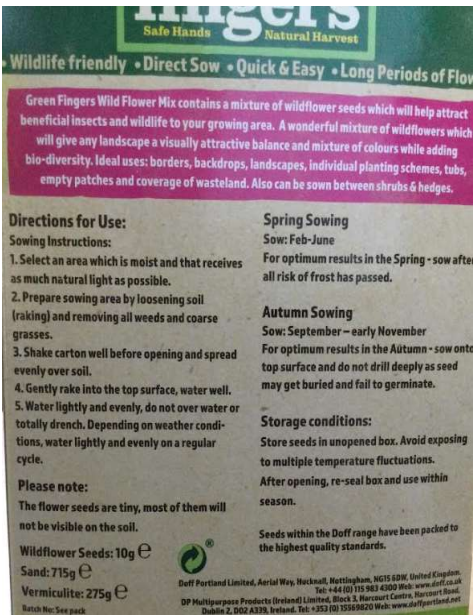 fingers
Safe Hands Natural Harvest
• Wildlife friendly • Direct Sow • Quick & Easy • Long Periods of Flow
Green Fingers Wild Flower Mix contains a mixture of wildflower seeds which will help attract
beneficial insects and wildlife to your growing area. A wonderful mixture of wildflowers which
will give any landscape a visually attractive balance and mixture of colours while adding
bio-diversity. Ideal uses: borders, backdrops, landscapes, individual planting schemes, tubs,
empty patches and coverage of wasteland. Also can be sown between shrubs & hedges.
Directions for Use:
Sowing Instructions:
1. Select an area which is moist and that receives
as much natural light as possible.
2. Prepare sowing area by loosening soil
(raking) and removing all weeds and coarse
grasses.
3. Shake carton well before opening and spread
evenly over soil.
4. Gently rake into the top surface, water well.
5. Water lightly and evenly, do not over water or
totally drench. Depending on weather condi-
tions, water lightly and evenly on a regular
cycle.
Please note:
The flower seeds are tiny, most of them will
not be visible on the soil.
Wildflower Seeds: 10g ℮
Sand: 715g ℮
Vermiculite: 275g ℮
Batch No: See pack
Spring Sowing
Sow: Feb-June
For optimum results in the Spring - sow after
all risk of frost has passed.
Autumn Sowing
Sow: September – early November
For optimum results in the Autumn - sow onto
top surface and do not drill deeply as seed
may get buried and fail to germinate.
Storage conditions:
Store seeds in unopened box. Avoid exposing
to multiple temperature fluctuations.
After opening, re-seal box and use within
season.
Seeds within the Doff range have been packed to
the highest quality standards.
®
Doff Portland Limited, Aerial Way, Hucknall, Nottingham, NG15 6DW, United Kingdom.
Tel: +44 (0) 115 983 4300 Web: www.doff.co.uk
DP Multipurpose Products (Ireland) Limited, Block 3, Harcourt Centre, Harcourt Road,
Dublin 2, D02 A339, Ireland. Tel: +353 (0) 15569820 Web: www.doffportland.net